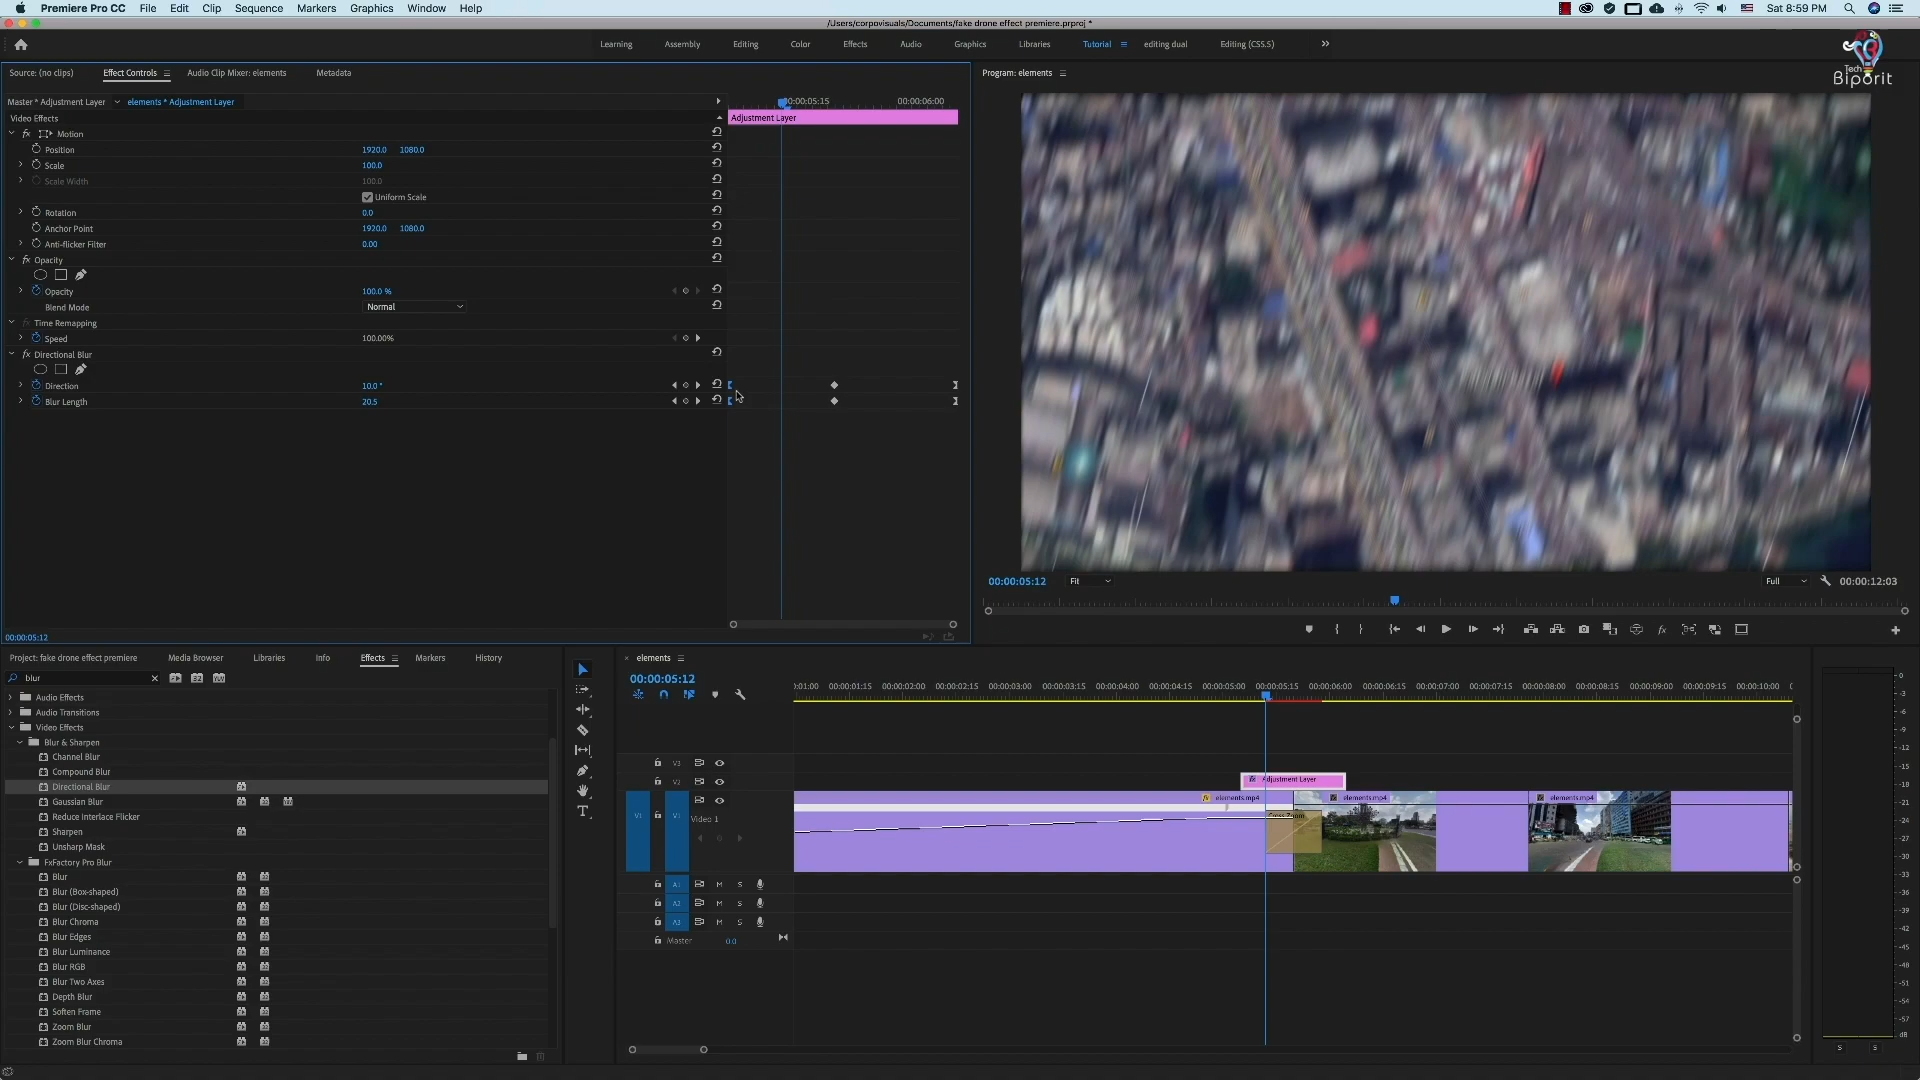 Premiere Pro CC File Edit Clip Sequence Markers Graphics Window Help Sat 8:59 PM
/Users/corpovisuals/Documents/fake drone effect premiere.prproj *
Learning Assembly Editing Color Effects Audio Graphics Libraries Tutorial editing dual Editing (CSS.S)
Tech Biporit
Source: (no clips) Effect Controls Audio Clip Mixer: elements Metadata
Program: elements
Master * Adjustment Layer elements * Adjustment Layer
00:00:05:15 00:00:06:00
Video Effects
Adjustment Layer
fx Motion
Position 1920.0 1080.0
Scale 100.0
Scale Width 100.0
Uniform Scale
Rotation 0.0
Anchor Point 1920.0 1080.0
Anti-flicker Filter 0.00
fx Opacity
Opacity 100.0 %
Blend Mode Normal
Time Remapping
Speed 100.00%
fx Directional Blur
Direction 10.0 °
Blur Length 20.5
00:00:05:12
00:00:05:12 Fit Full 00:00:12:03
Project: fake drone effect premiere Media Browser Libraries Info Effects Markers History
blur
Audio Effects
Audio Transitions
Video Effects
Blur & Sharpen
Channel Blur
Compound Blur
Directional Blur
Gaussian Blur
Reduce Interlace Flicker
Sharpen
Unsharp Mask
FxFactory Pro Blur
Blur
Blur (Box-shaped)
Blur (Disc-shaped)
Blur Chroma
Blur Edges
Blur Luminance
Blur RGB
Blur Two Axes
Depth Blur
Soften Frame
Zoom Blur
Zoom Blur Chroma
elements
00:00:05:12
:01:00 00:00:01:15 00:00:02:00 00:00:02:15 00:00:03:00 00:00:03:15 00:00:04:00 00:00:04:15 00:00:05:00 00:00:05:15 00:00:06:00 00:00:06:15 00:00:07:00 00:00:07:15 00:00:08:00 00:00:08:15 00:00:09:00 00:00:09:15 00:00:10:00
V3
V2 Adjustment Layer
V1 V1 Video 1
elements.mp4 elements.mp4 elements.mp4
Cross Zoom
A1 M S
A2 M S
A3 M S
Master 0.0
0
-3
-6
-9
-12
-15
-18
-21
-24
-27
-30
-33
-36
-39
-42
-45
-48
-51
-54
-57
dB
S S